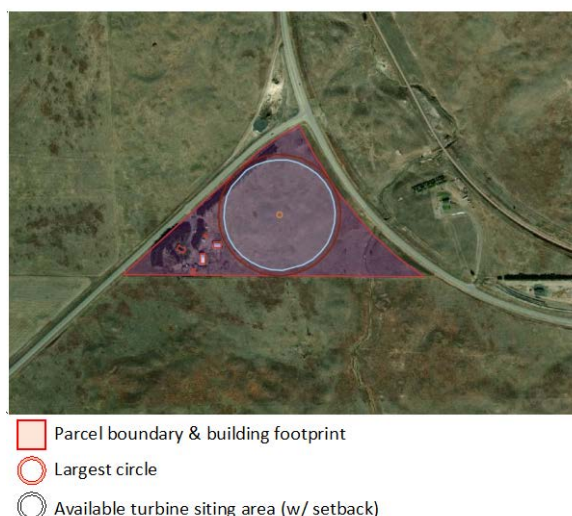 Parcel boundary & building footprint
Largest circle
Available turbine siting area (w/ setback)